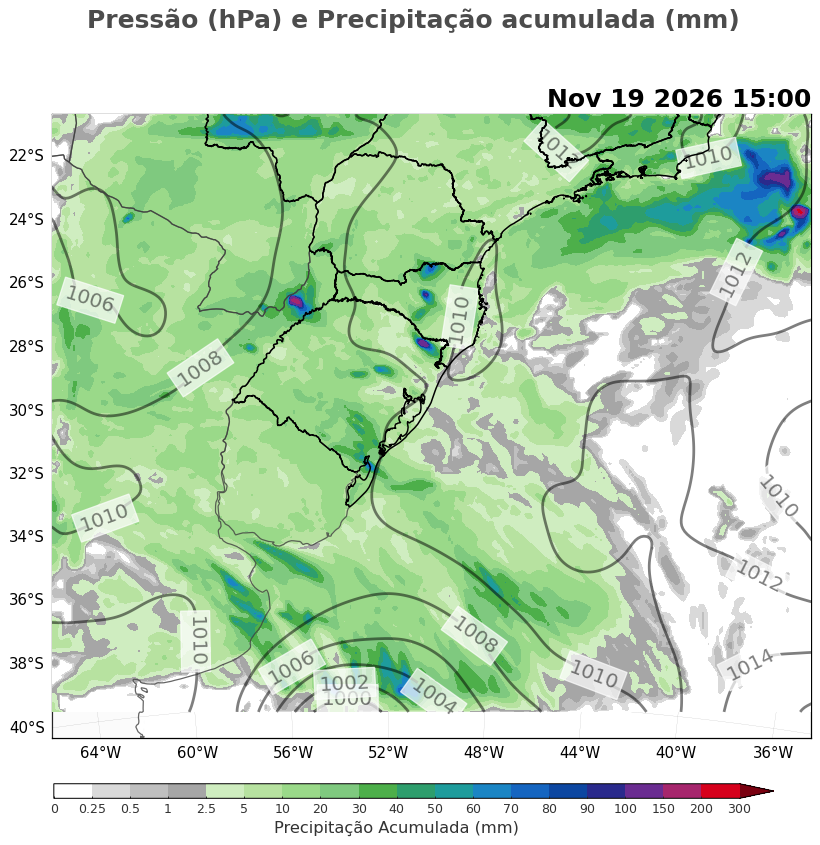 Pressão (hPa) e Precipitação acumulada (mm)
Nov 19 2026 15:00
22°S
24°S
26°S
28°S
30°S
32°S
34°S
36°S
38°S
40°S
1010
1012
1006
1010
1008
1010
1010
1012
1010
1008
1014
1006
1010
1002
1004
1000
64°W 60°W 56°W 52°W 48°W 44°W 40°W 36°W
0 0.25 0.5 1 2.5 5 10 20 30 40 50 60 70 80 90 100 150 200 300
Precipitação Acumulada (mm)